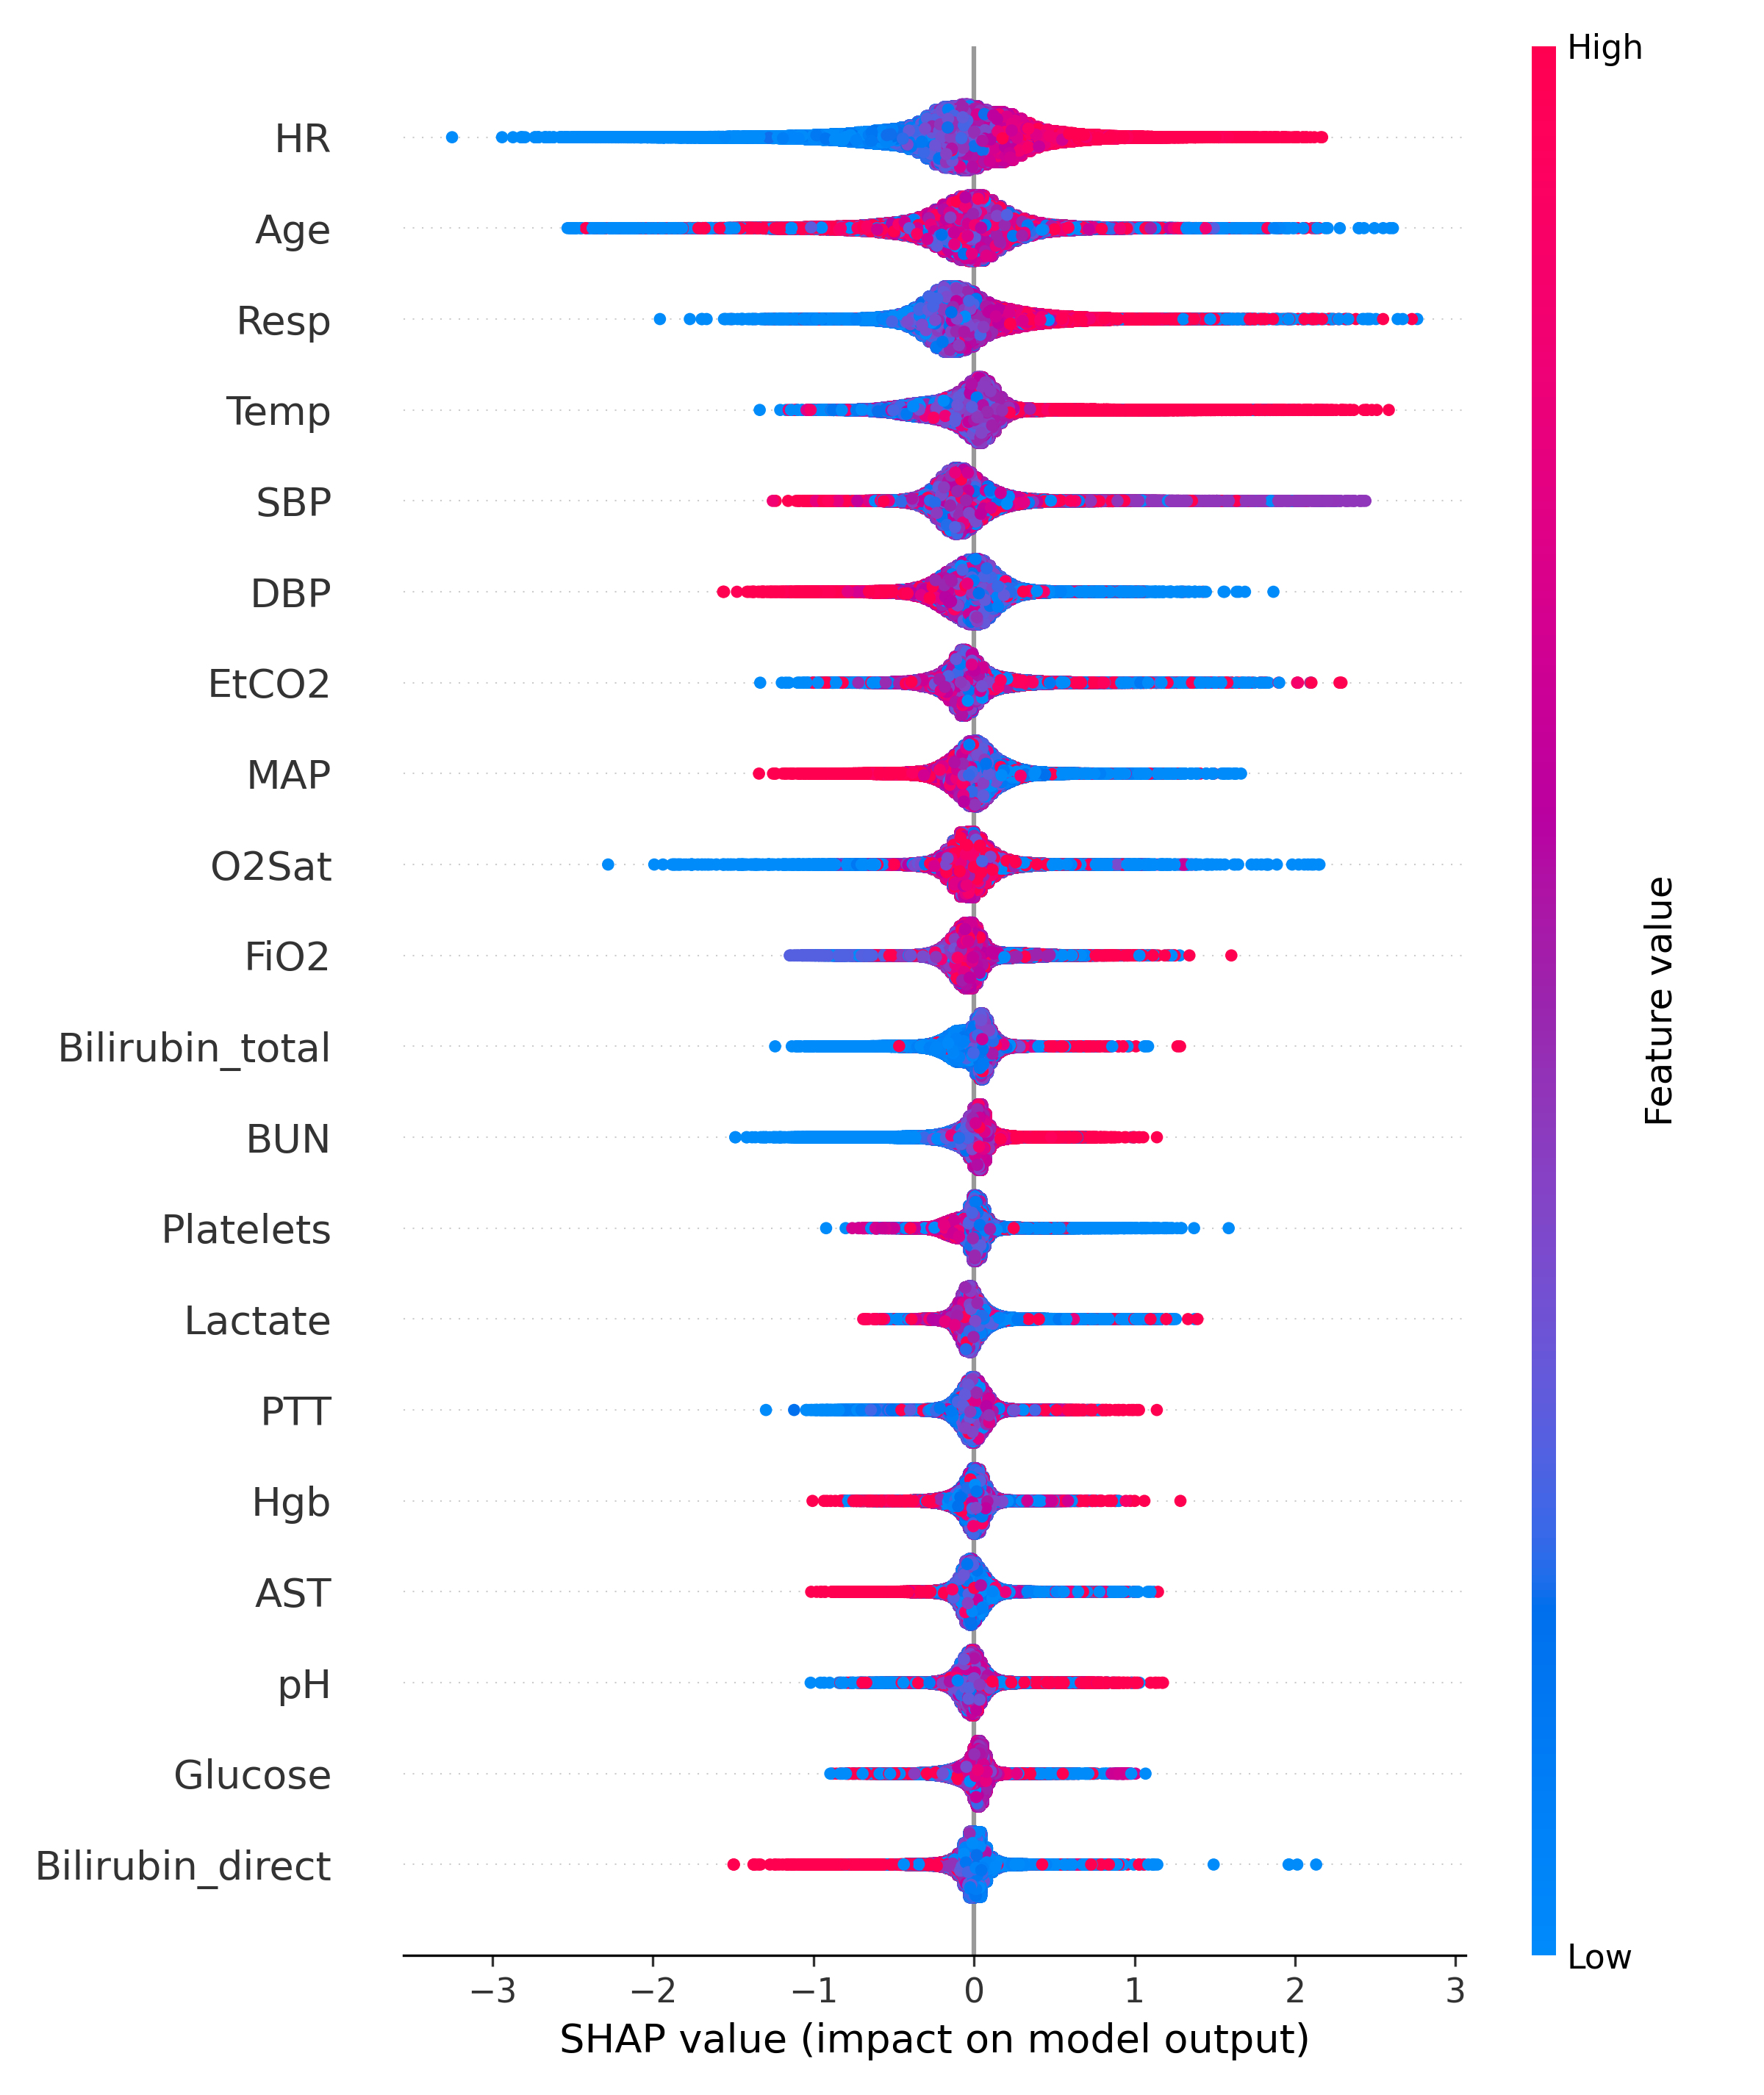 High
HR
Age
Resp
Temp
SBP
DBP
EtCO2
MAP
O2Sat
FiO2
Bilirubin_total
BUN
Platelets
Lactate
PTT
Hgb
AST
pH
Glucose
Bilirubin_direct
Feature value
Low
−3 −2 −1 0 1 2 3
SHAP value (impact on model output)